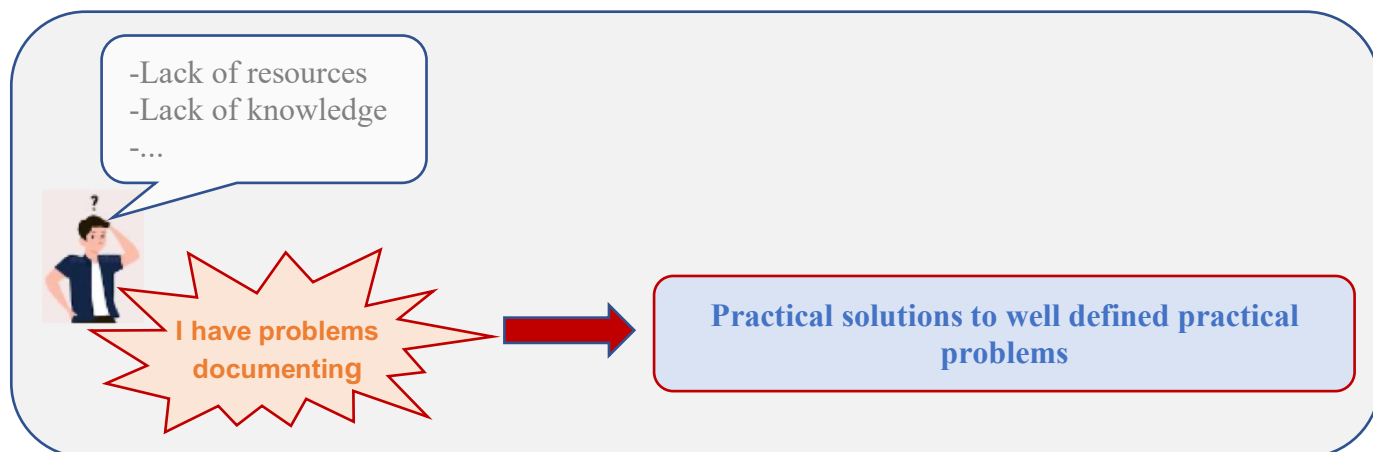 -Lack of resources
-Lack of knowledge
-...
?
I have problems
documenting
Practical solutions to well defined practical
problems